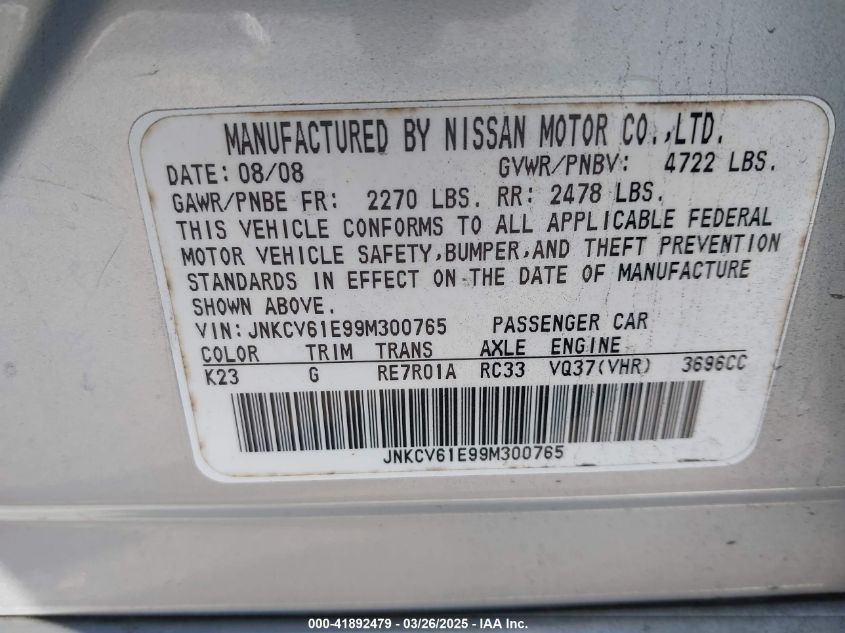 MANUFACTURED BY NISSAN MOTOR CO.,LTD.
DATE: 08/08 GVWR/PNBV: 4722 LBS.
GAWR/PNBE FR: 2270 LBS. RR: 2478 LBS.
THIS VEHICLE CONFORMS TO ALL APPLICABLE FEDERAL
MOTOR VEHICLE SAFETY,BUMPER,AND THEFT PREVENTION
STANDARDS IN EFFECT ON THE DATE OF MANUFACTURE
SHOWN ABOVE.
VIN: JNKCV61E99M300765 PASSENGER CAR
COLOR TRIM TRANS AXLE ENGINE
K23 G RE7R01A RC33 VQ37(VHR) 3696CC
JNKCV61E99M300765
000-41892479 - 03/26/2025 - IAA Inc.